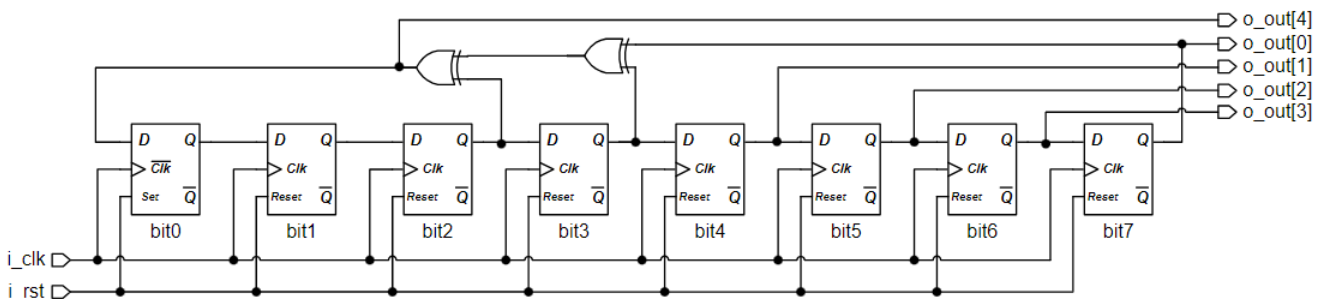 o_out[4]
o_out[0]
o_out[1]
o_out[2]
o_out[3]
D Q D Q D Q D Q D Q D Q D Q D Q
C̅l̅k̅ Clk Clk Clk Clk Clk Clk Clk
Set Q̅ Reset Q̅ Reset Q̅ Reset Q̅ Reset Q̅ Reset Q̅ Reset Q̅ Reset Q̅
bit0 bit1 bit2 bit3 bit4 bit5 bit6 bit7
i_clk
i_rst